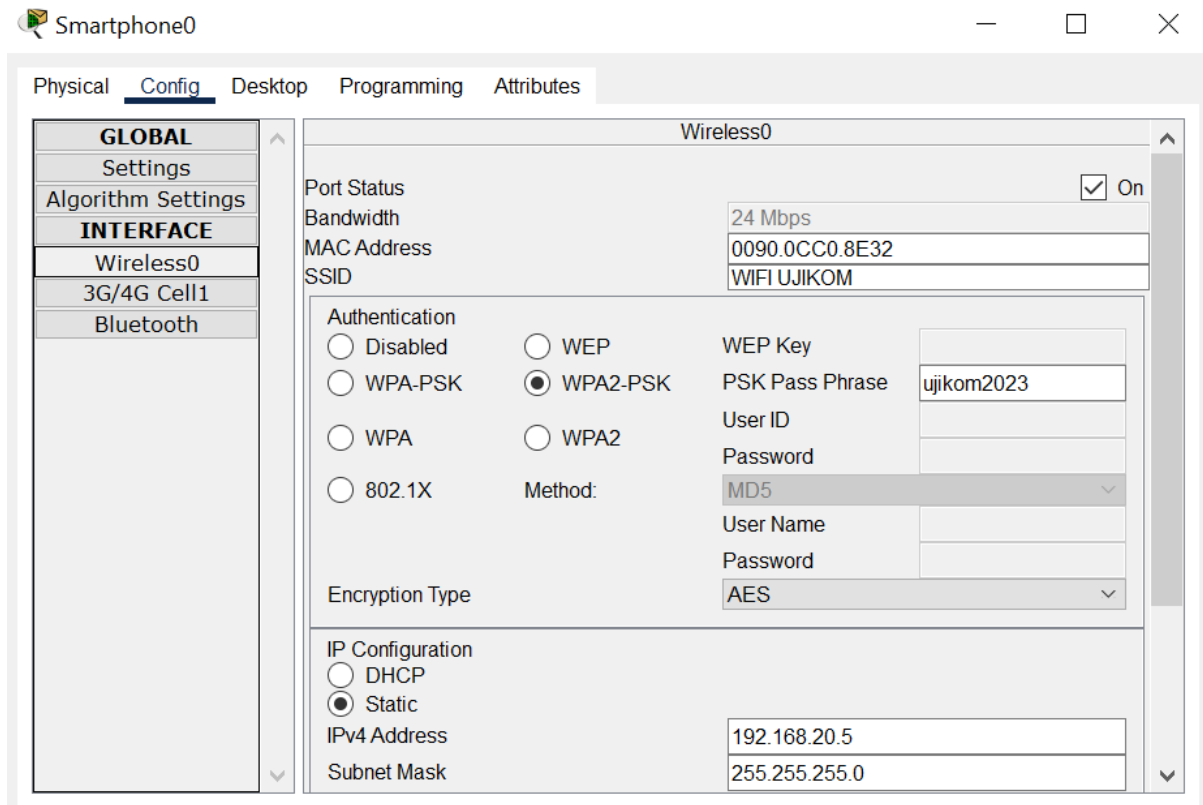 Smartphone0
Physical Config Desktop Programming Attributes
GLOBAL
Settings
Algorithm Settings
INTERFACE
Wireless0
3G/4G Cell1
Bluetooth
Wireless0
Port Status On
Bandwidth 24 Mbps
MAC Address 0090.0CC0.8E32
SSID WIFI UJIKOM
Authentication
Disabled WEP WEP Key
WPA-PSK WPA2-PSK PSK Pass Phrase ujikom2023
User ID
WPA WPA2
Password
802.1X Method: MD5
User Name
Password
Encryption Type AES
IP Configuration
DHCP
Static
IPv4 Address 192.168.20.5
Subnet Mask 255.255.255.0